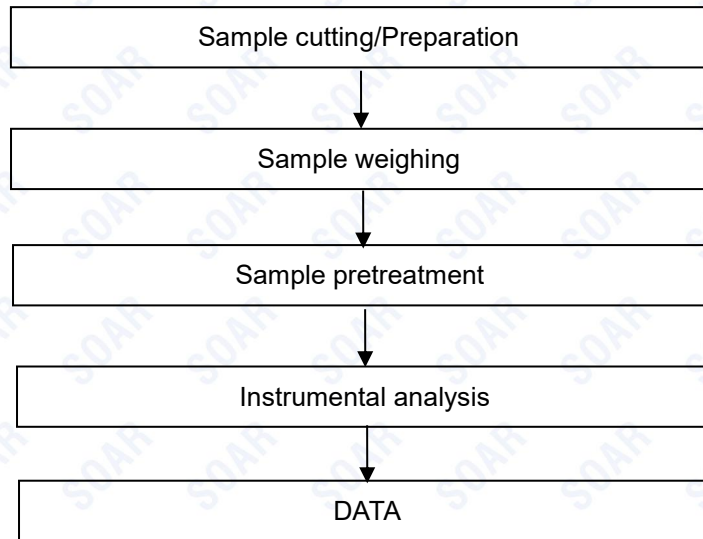 Sample cutting/Preparation
Sample weighing
Sample pretreatment
Instrumental analysis
DATA